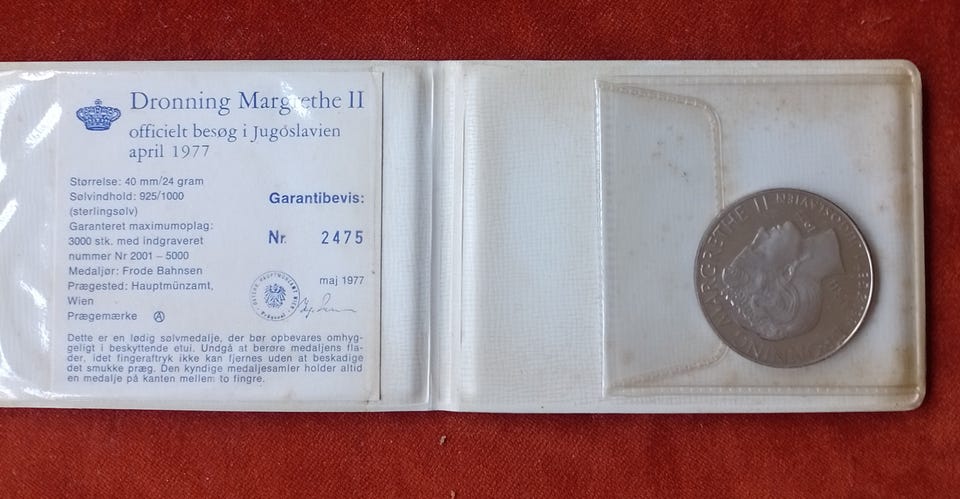 Dronning Margrethe II
officielt besøg i Jugoslavien
april 1977
Størrelse: 40 mm/24 gram
Sølvindhold: 925/1000
(sterlingsølv)
Garanteret maximumoplag:
3000 stk. med indgraveret
nummer Nr 2001 – 5000
Medaljør: Frode Bahnsen
Prægested: Hauptmünzamt,
Wien
Prægemærke Ⓐ
Garantibevis:
Nr. 2475
maj 1977
Dette er en lødig sølvmedalje, der bør opbevares omhyg-
geligt i beskyttende etui. Undgå at berøre medaljens fla-
der, idet fingeraftryk ikke kan fjernes uden at beskadige
det smukke præg. Den kyndige medaljesamler holder altid
en medalje på kanten mellem to fingre.
MARGRETHE II